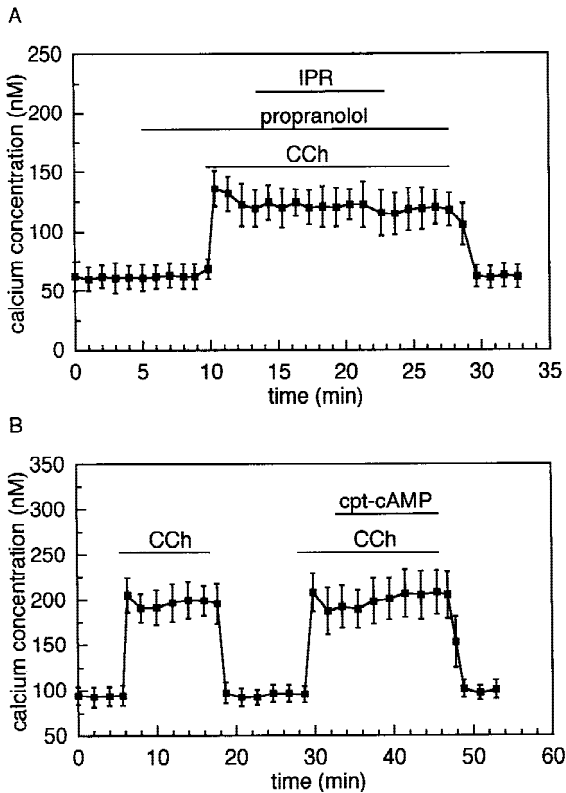 A
250
200
150
100
50
0
calcium concentration (nM)
IPR
propranolol
CCh
0 5 10 15 20 25 30 35
time (min)
B
350
300
250
200
150
100
50
calcium concentration (nM)
cpt-cAMP
CCh CCh
0 10 20 30 40 50 60
time (min)